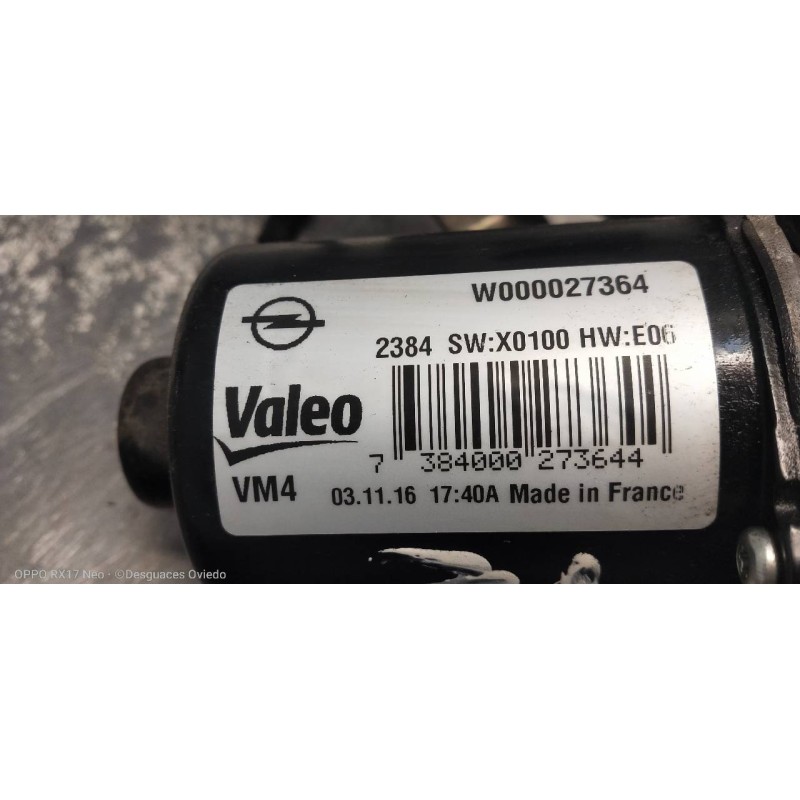 W000027364
2384 SW:X0100 HW:E06
Valeo
7 384000 273644
VM4 03.11.16 17:40A Made in France
OPPO RX17 Neo · ©Desguaces Oviedo